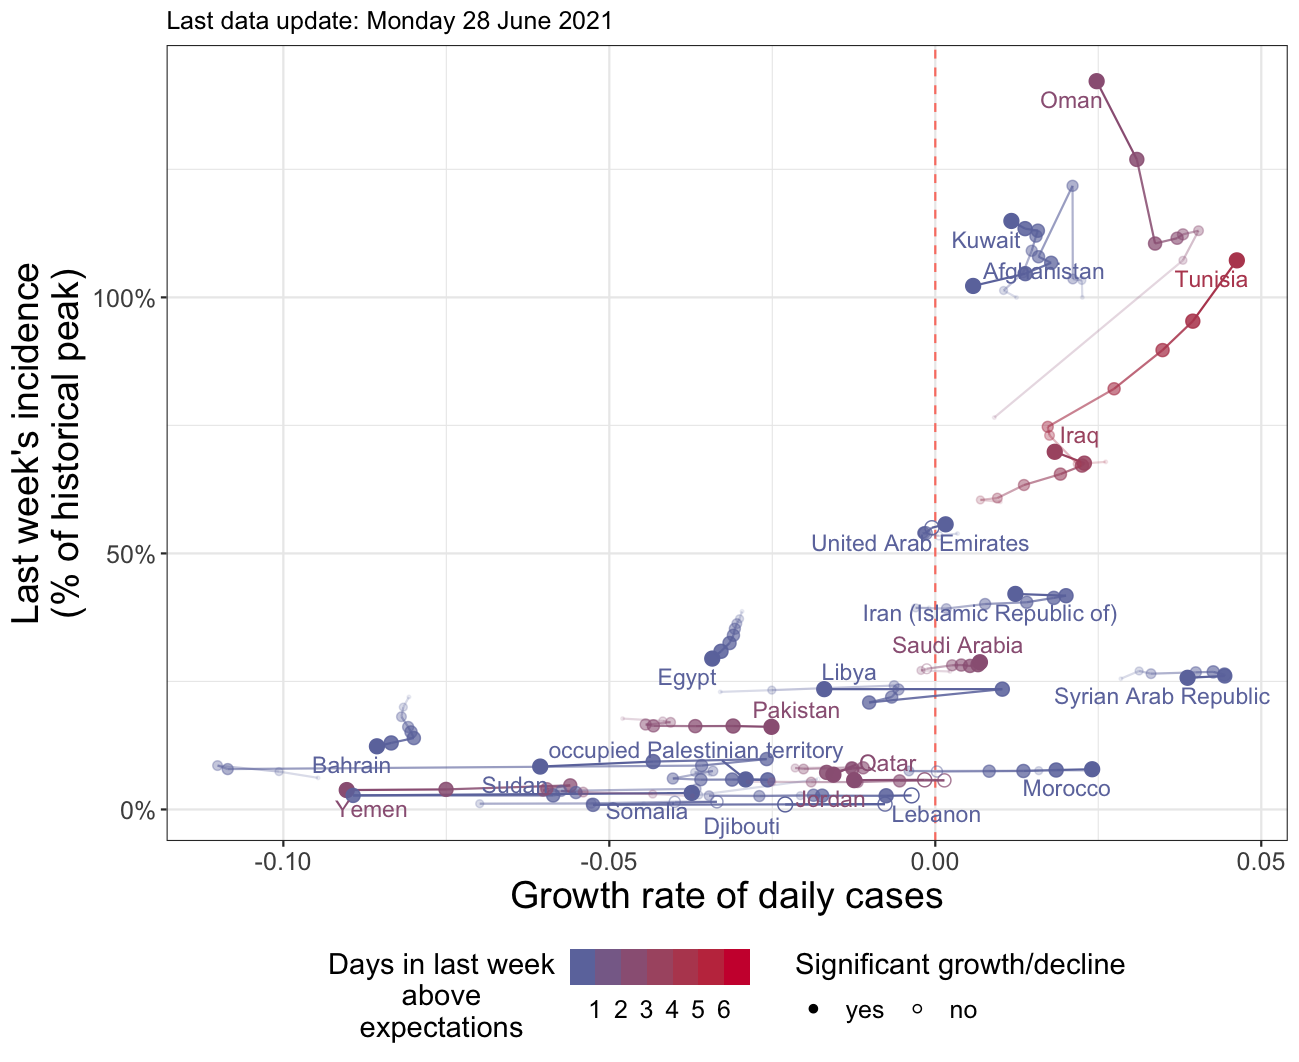 Last data update: Monday 28 June 2021
Last week's incidence
(% of historical peak)
100%
50%
0%
Oman
Kuwait
Afghanistan
Tunisia
Iraq
United Arab Emirates
Iran (Islamic Republic of)
Saudi Arabia
Egypt
Libya
Syrian Arab Republic
Pakistan
occupied Palestinian territory
Bahrain
Qatar
Sudan
Morocco
Jordan
Yemen
Somalia
Lebanon
Djibouti
-0.10
-0.05
0.00
0.05
Growth rate of daily cases
Days in last week
above
expectations
1 2 3 4 5 6
Significant growth/decline
yes no